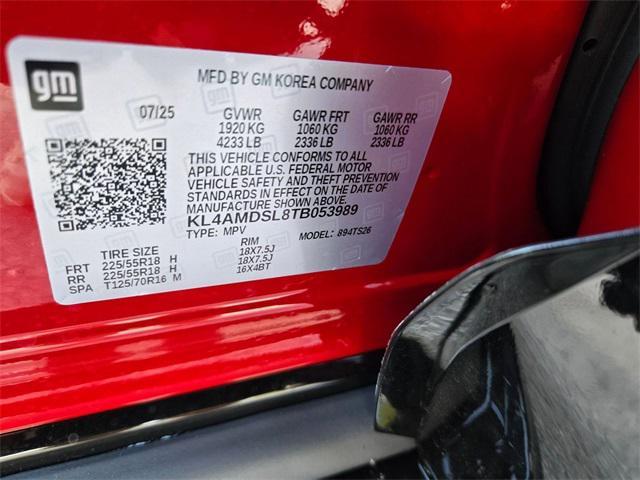 gm
MFD BY GM KOREA COMPANY
07/25 GVWR GAWR FRT GAWR RR
1920 KG 1060 KG 1060 KG
4233 LB 2336 LB 2336 LB
THIS VEHICLE CONFORMS TO ALL
APPLICABLE U.S. FEDERAL MOTOR
VEHICLE SAFETY AND THEFT PREVENTION
STANDARDS IN EFFECT ON THE DATE OF
MANUFACTURE SHOWN ABOVE.
KL4AMDSL8TB053989
TYPE: MPV MODEL: 894TS26
TIRE SIZE RIM
FRT 225/55R18 H 18X7.5J
RR 225/55R18 H 18X7.5J
SPA T125/70R16 M 16X4BT